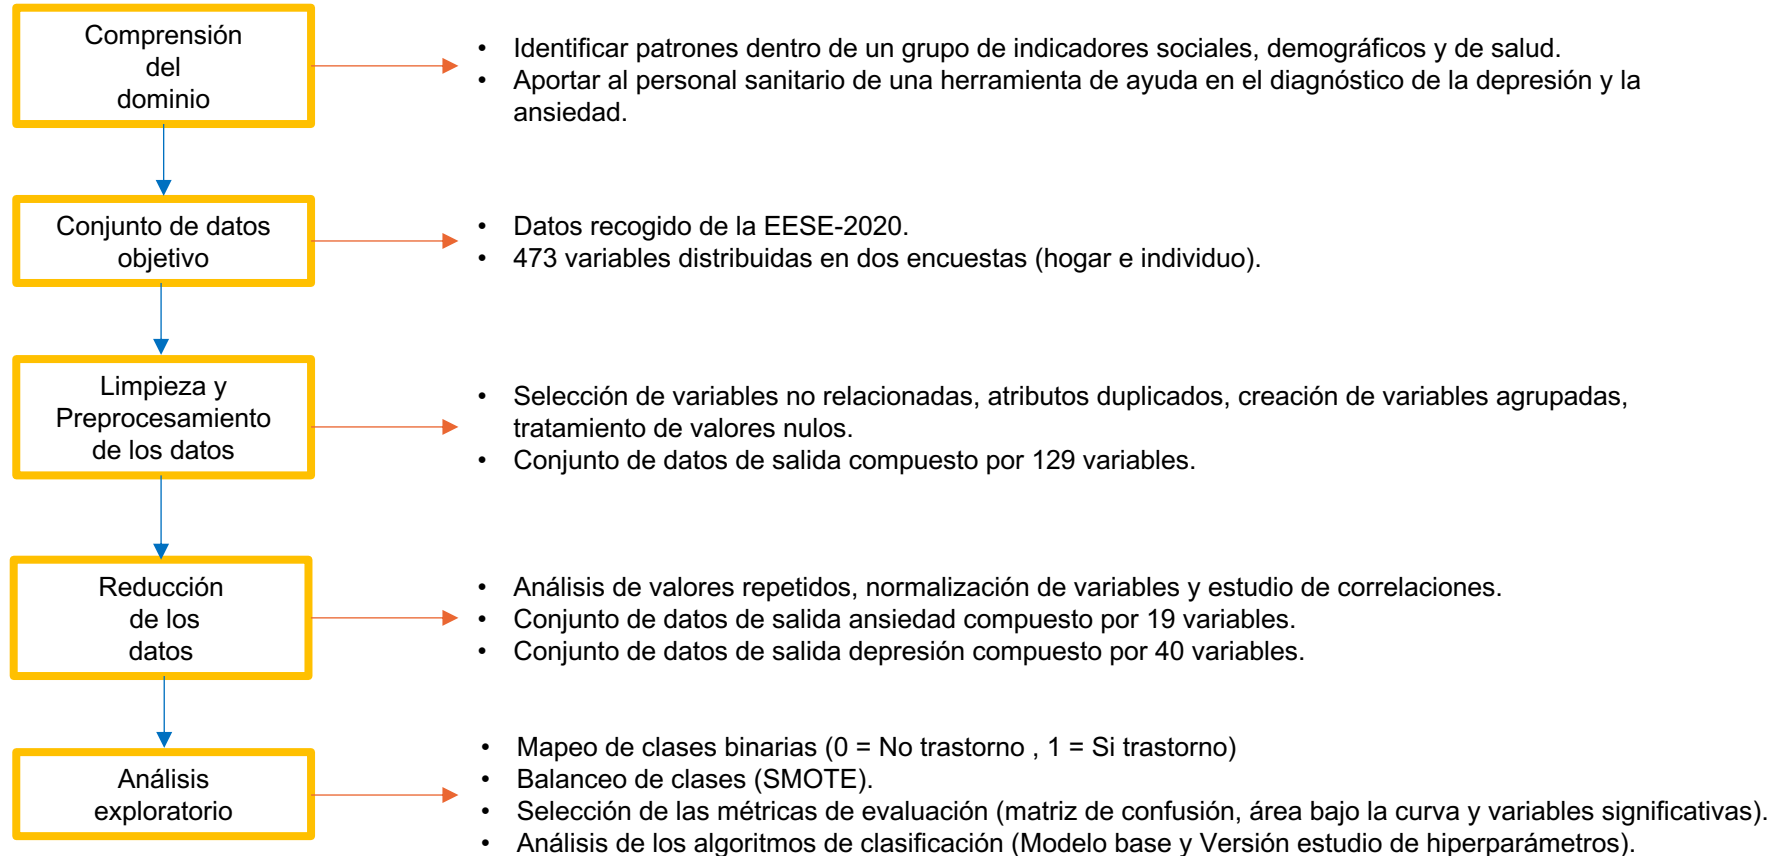 Comprensión
del
dominio
• Identificar patrones dentro de un grupo de indicadores sociales, demográficos y de salud.
• Aportar al personal sanitario de una herramienta de ayuda en el diagnóstico de la depresión y la
ansiedad.
Conjunto de datos
objetivo
• Datos recogido de la EESE-2020.
• 473 variables distribuidas en dos encuestas (hogar e individuo).
Limpieza y
Preprocesamiento
de los datos
• Selección de variables no relacionadas, atributos duplicados, creación de variables agrupadas,
tratamiento de valores nulos.
• Conjunto de datos de salida compuesto por 129 variables.
Reducción
de los
datos
• Análisis de valores repetidos, normalización de variables y estudio de correlaciones.
• Conjunto de datos de salida ansiedad compuesto por 19 variables.
• Conjunto de datos de salida depresión compuesto por 40 variables.
Análisis
exploratorio
• Mapeo de clases binarias (0 = No trastorno , 1 = Si trastorno)
• Balanceo de clases (SMOTE).
• Selección de las métricas de evaluación (matriz de confusión, área bajo la curva y variables significativas).
• Análisis de los algoritmos de clasificación (Modelo base y Versión estudio de hiperparámetros).